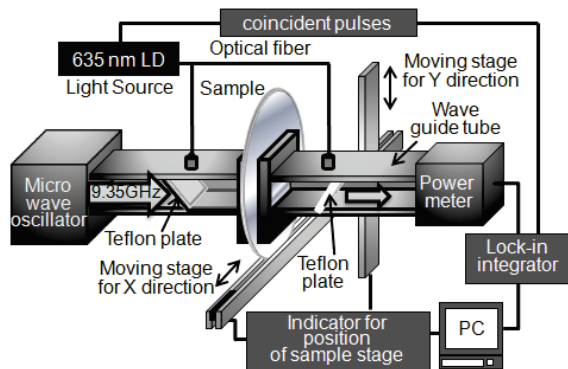 coincident pulses
635 nm LD
Light Source
Optical fiber
Sample
Moving stage
for Y direction
Wave
guide tube
Micro
wave
oscillator
9.35GHz
Teflon plate
Power
meter
Moving stage
for X direction
Teflon
plate
Lock-in
integrator
Indicator for
position
of sample stage
PC